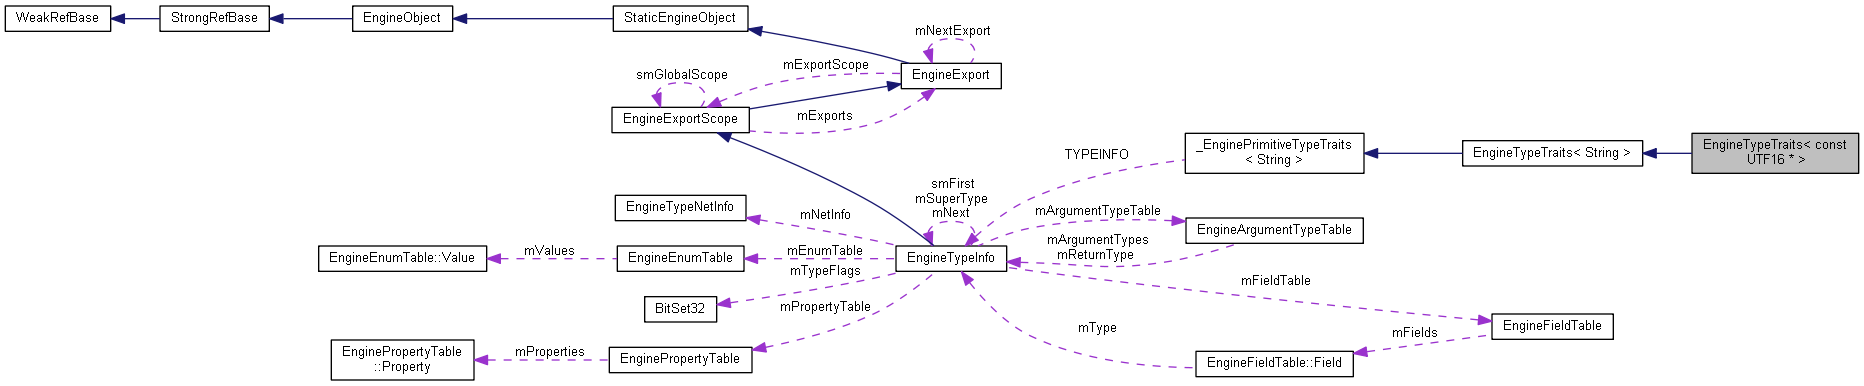 WeakRefBase
StrongRefBase
EngineObject
StaticEngineObject
mNextExport
EngineExport
mExportScope
smGlobalScope
EngineExportScope
mExports
_EnginePrimitiveTypeTraits
< String >
EngineTypeTraits< String >
EngineTypeTraits< const
UTF16 * >
TYPEINFO
smFirst
mSuperType
mNext
EngineTypeNetInfo
mNetInfo
mArgumentTypeTable
EngineArgumentTypeTable
mArgumentTypes
mReturnType
EngineEnumTable::Value
mValues
EngineEnumTable
mEnumTable
EngineTypeInfo
mTypeFlags
mFieldTable
BitSet32
mPropertyTable
EngineFieldTable
mType
mFields
EnginePropertyTable
::Property
mProperties
EnginePropertyTable
EngineFieldTable::Field